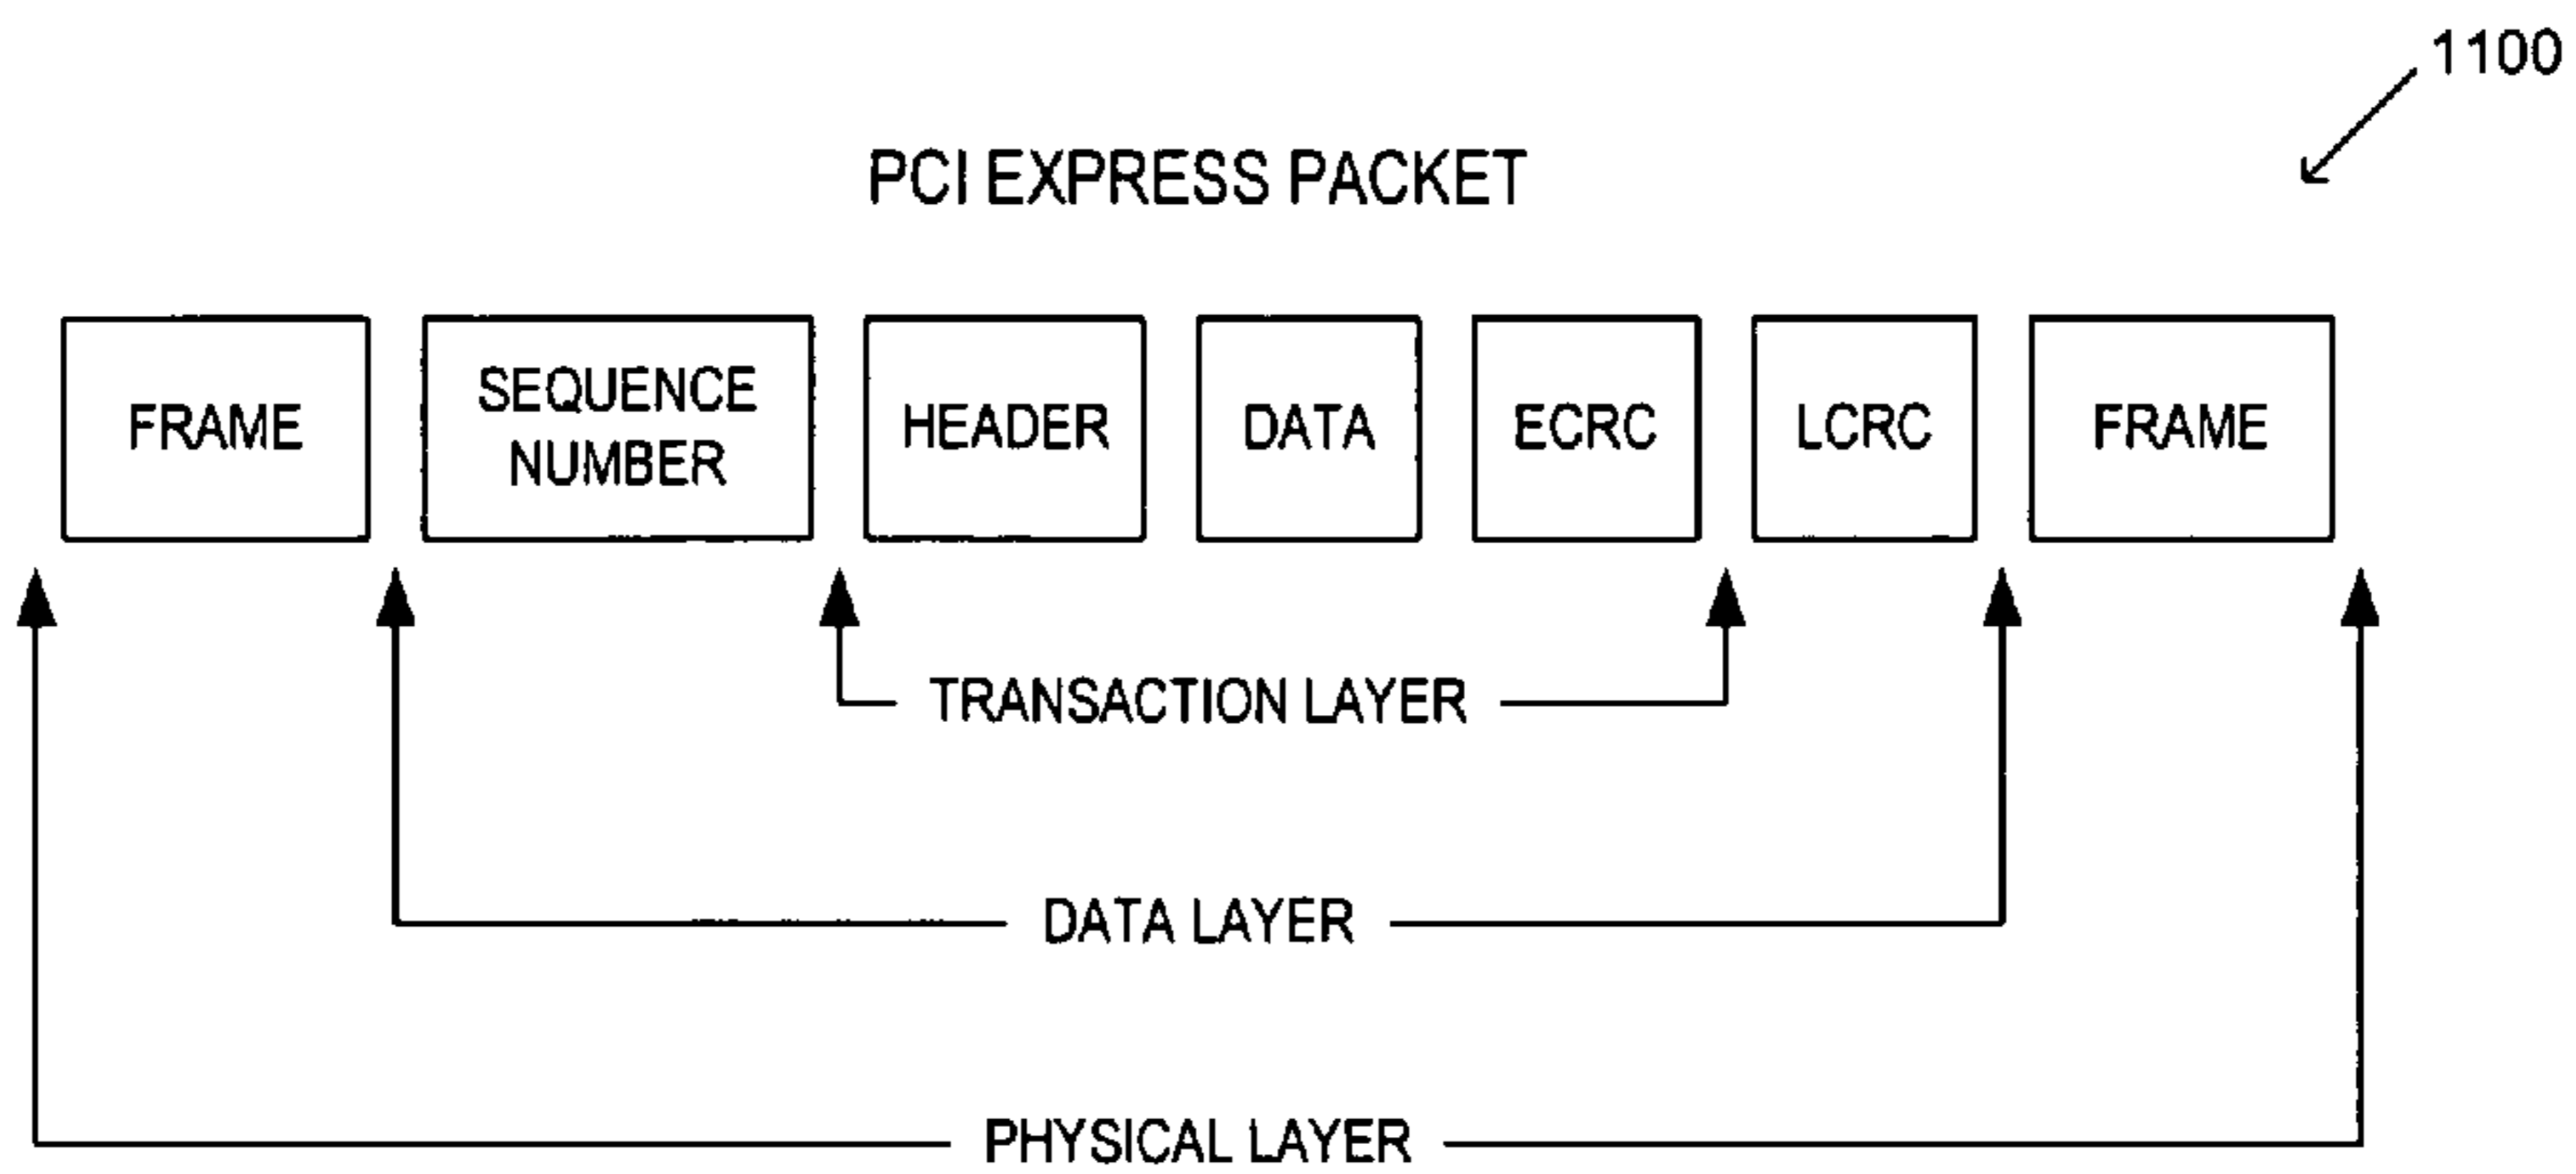 1100
PCI EXPRESS PACKET
FRAME
SEQUENCE
NUMBER
HEADER
DATA
ECRC
LCRC
FRAME
TRANSACTION LAYER
DATA LAYER
PHYSICAL LAYER